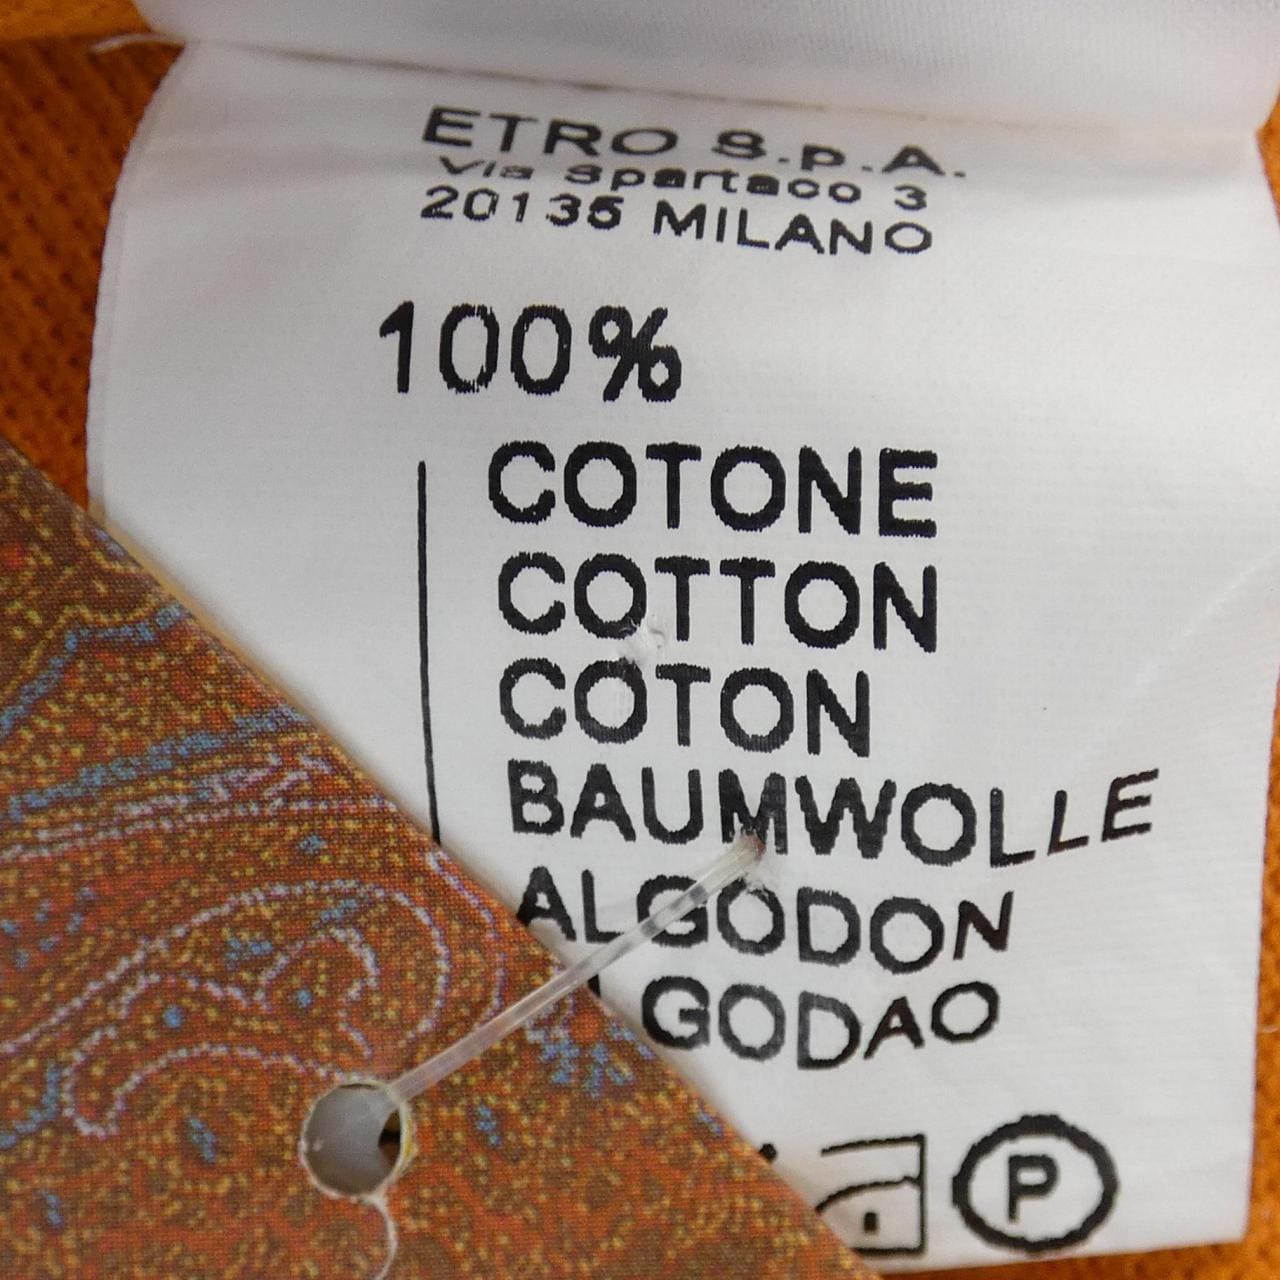 ETRO S.p.A.
Via Spartaco 3
20135 MILANO
100%
COTONE
COTTON
COTON
BAUMWOLLE
ALGODON
GODAO
P